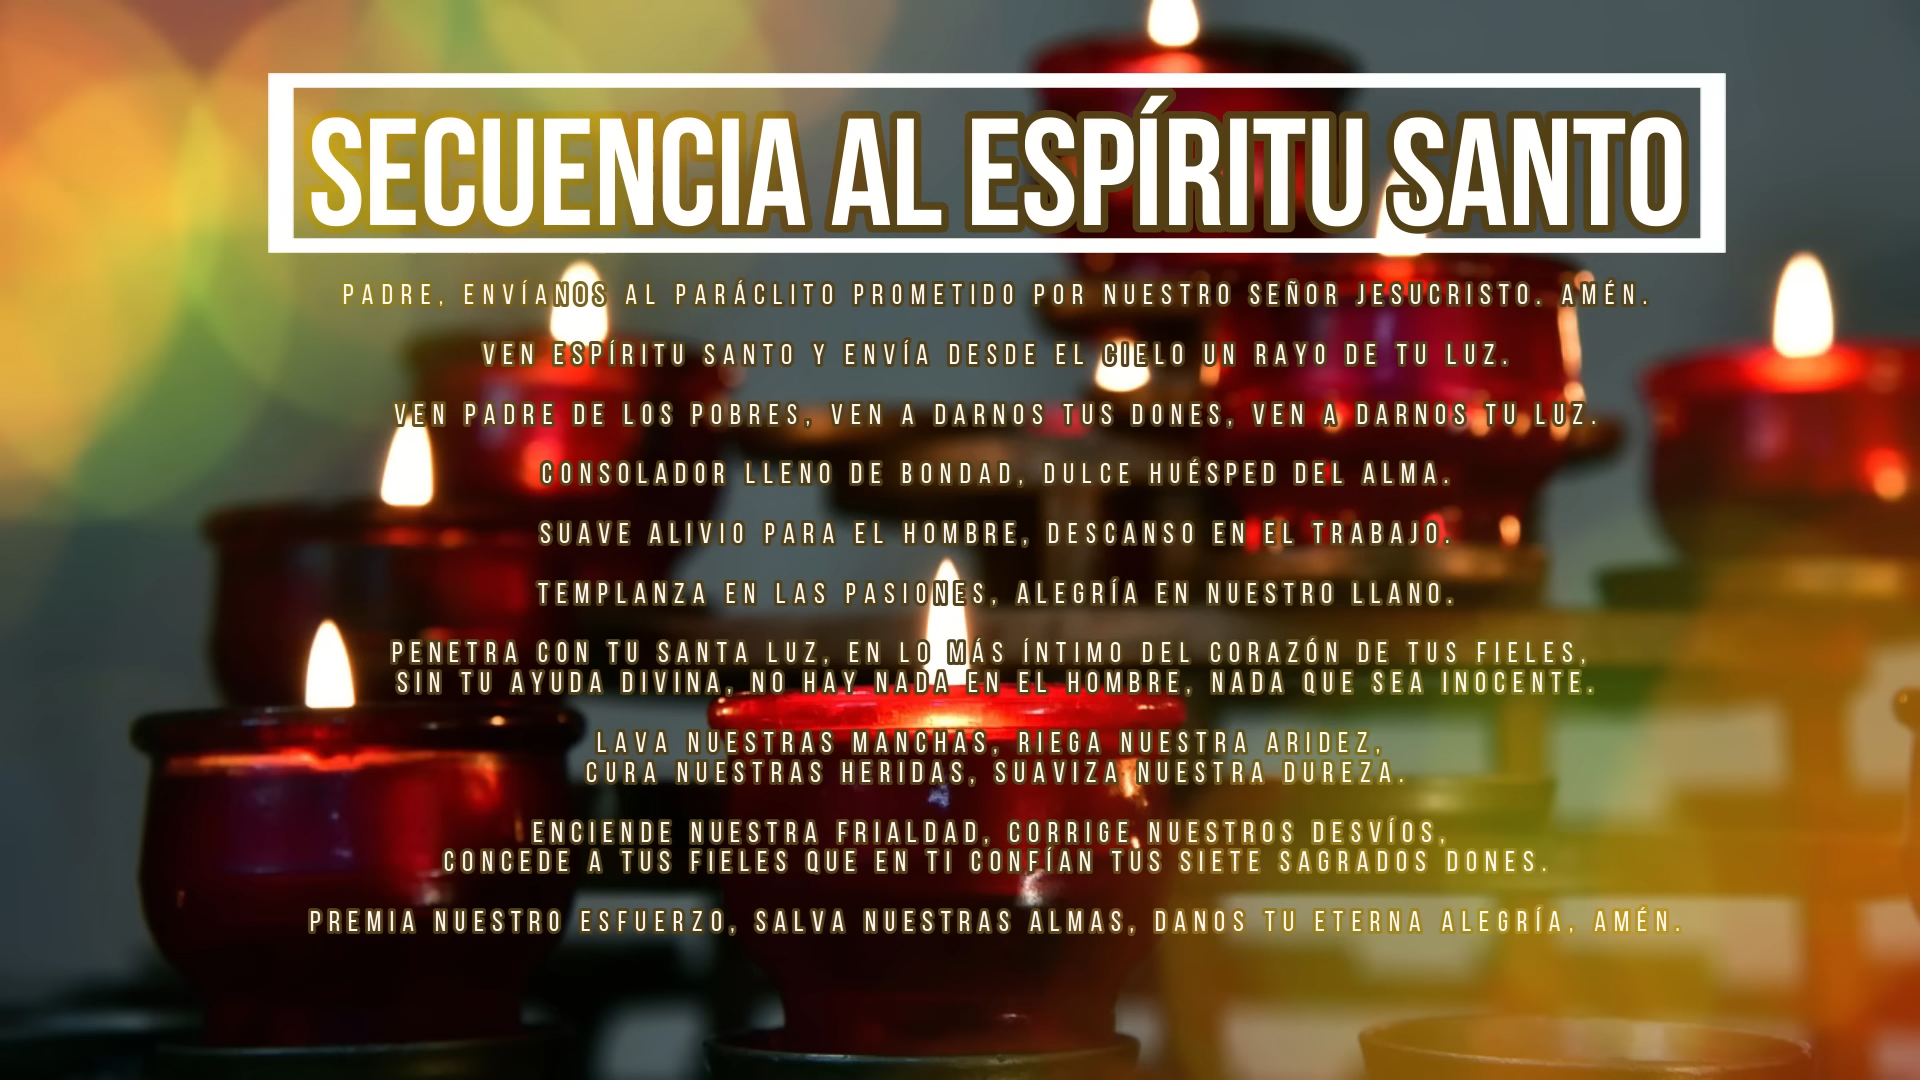 SECUENCIA AL ESPÍRITU SANTO
PADRE, ENVÍANOS AL PARÁCLITO PROMETIDO POR NUESTRO SEÑOR JESUCRISTO. AMÉN.
VEN ESPÍRITU SANTO Y ENVÍA DESDE EL CIELO UN RAYO DE TU LUZ.
VEN PADRE DE LOS POBRES, VEN A DARNOS TUS DONES, VEN A DARNOS TU LUZ.
CONSOLADOR LLENO DE BONDAD, DULCE HUÉSPED DEL ALMA.
SUAVE ALIVIO PARA EL HOMBRE, DESCANSO EN EL TRABAJO.
TEMPLANZA EN LAS PASIONES, ALEGRÍA EN NUESTRO LLANO.
PENETRA CON TU SANTA LUZ, EN LO MÁS ÍNTIMO DEL CORAZÓN DE TUS FIELES,
SIN TU AYUDA DIVINA, NO HAY NADA EN EL HOMBRE, NADA QUE SEA INOCENTE.
LAVA NUESTRAS MANCHAS, RIEGA NUESTRA ARIDEZ,
CURA NUESTRAS HERIDAS, SUAVIZA NUESTRA DUREZA.
ENCIENDE NUESTRA FRIALDAD, CORRIGE NUESTROS DESVÍOS,
CONCEDE A TUS FIELES QUE EN TI CONFÍAN TUS SIETE SAGRADOS DONES.
PREMIA NUESTRO ESFUERZO, SALVA NUESTRAS ALMAS, DANOS TU ETERNA ALEGRÍA, AMÉN.